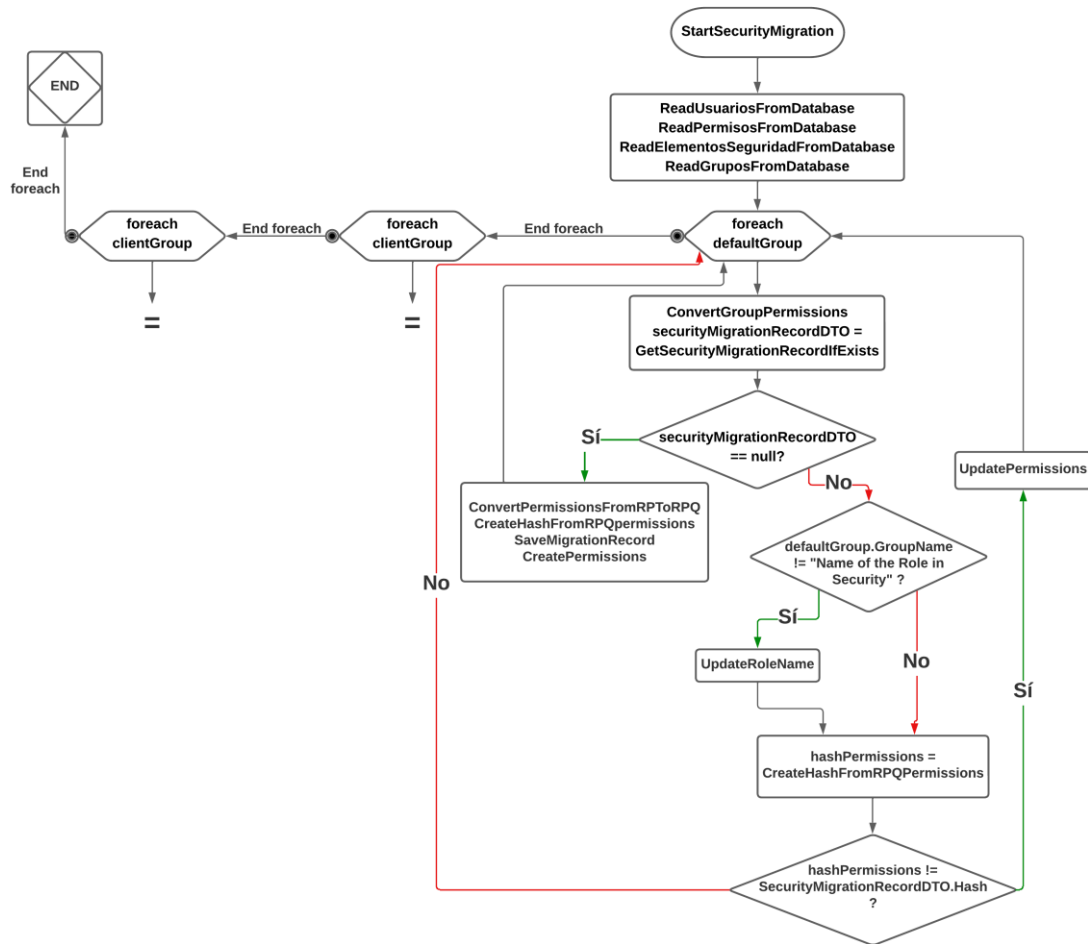 StartSecurityMigration
ReadUsuariosFromDatabase
ReadPermisosFromDatabase
ReadElementosSeguridadFromDatabase
ReadGruposFromDatabase
END
End
foreach
foreach
clientGroup
End foreach
foreach
clientGroup
End foreach
foreach
defaultGroup
=
=
ConvertGroupPermissions
securityMigrationRecordDTO =
GetSecurityMigrationRecordIfExists
securityMigrationRecordDTO
== null?
Sí
No
UpdatePermissions
ConvertPermissionsFromRPToRPQ
CreateHashFromRPQpermissions
SaveMigrationRecord
CreatePermissions
defaultGroup.GroupName
!= "Name of the Role in
Security" ?
No
Sí
No
UpdateRoleName
Sí
hashPermissions =
CreateHashFromRPQPermissions
hashPermissions !=
SecurityMigrationRecordDTO.Hash
?